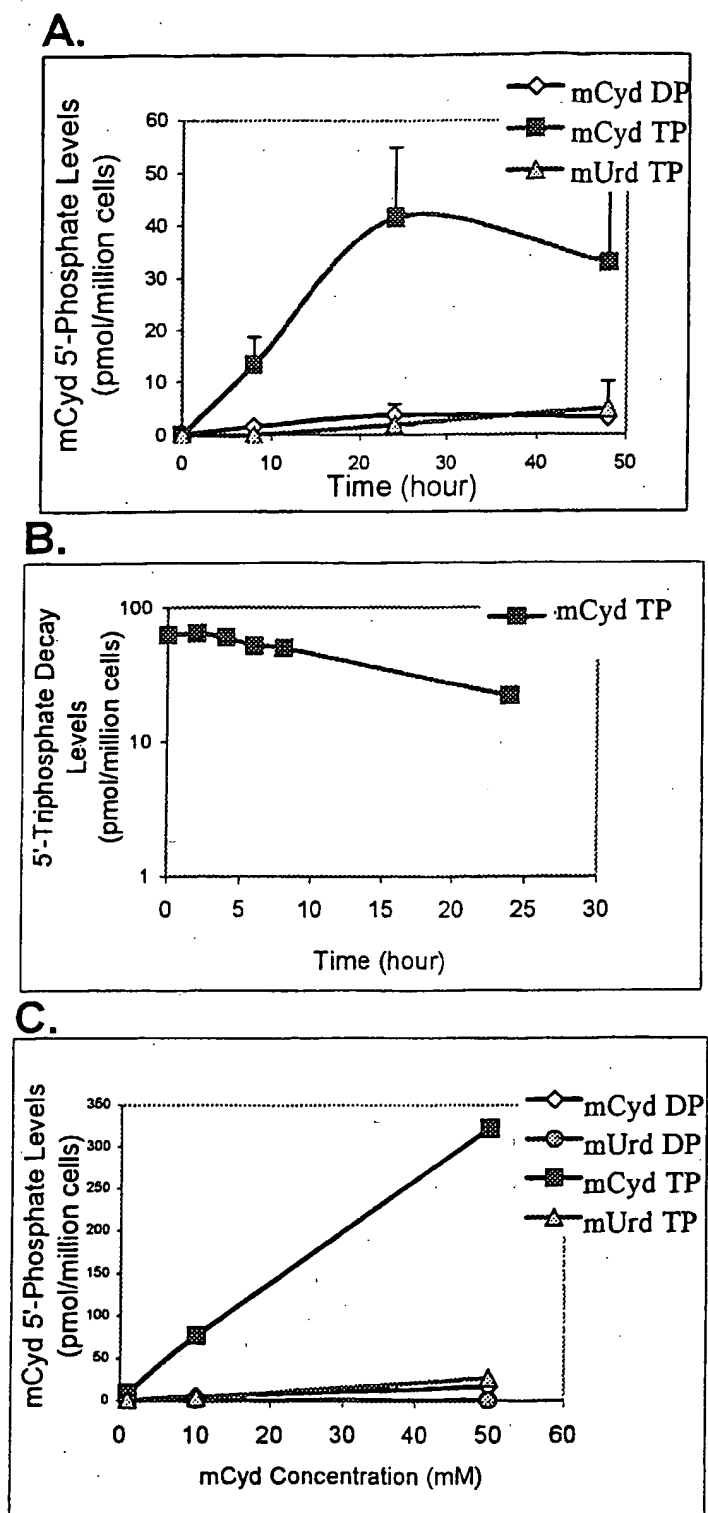 A.
mCyd 5'-Phosphate Levels
(pmol/million cells)
60
50
40
30
20
10
0
0 10 20 30 40 50
Time (hour)
mCyd DP
mCyd TP
mUrd TP
B.
5'-Triphosphate Decay
Levels
(pmol/million cells)
100
10
1
0 5 10 15 20 25 30
Time (hour)
mCyd TP
C.
mCyd 5'-Phosphate Levels
(pmol/million cells)
350
300
250
200
150
100
50
0
0 10 20 30 40 50 60
mCyd Concentration (mM)
mCyd DP
mUrd DP
mCyd TP
mUrd TP